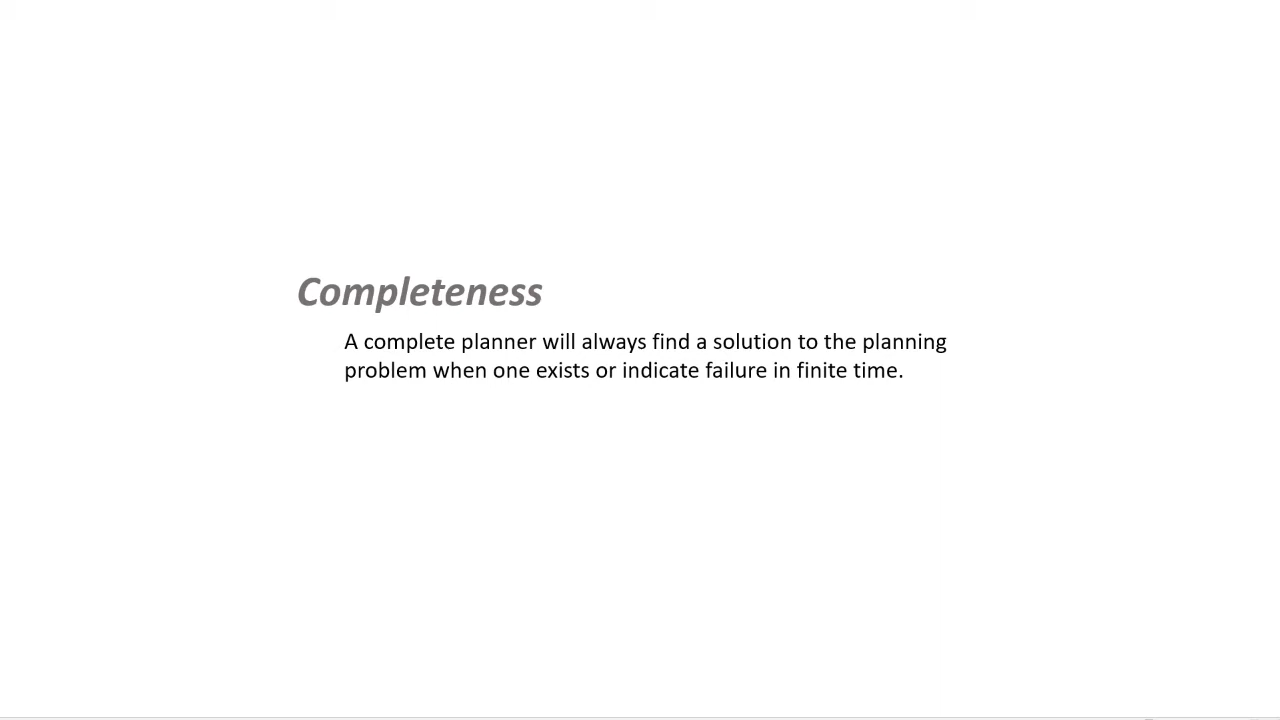 Completeness
A complete planner will always find a solution to the planning
problem when one exists or indicate failure in finite time.